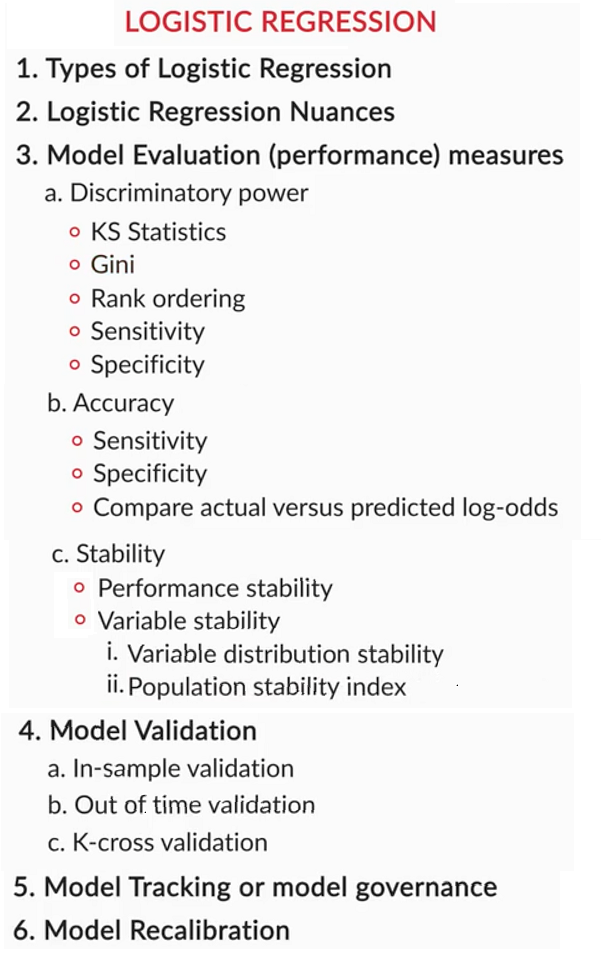 LOGISTIC REGRESSION
1. Types of Logistic Regression
2. Logistic Regression Nuances
3. Model Evaluation (performance) measures
a. Discriminatory power
KS Statistics
Gini
Rank ordering
Sensitivity
Specificity
b. Accuracy
Sensitivity
Specificity
Compare actual versus predicted log-odds
c. Stability
Performance stability
Variable stability
i. Variable distribution stability
ii. Population stability index
4. Model Validation
a. In-sample validation
b. Out of time validation
c. K-cross validation
5. Model Tracking or model governance
6. Model Recalibration